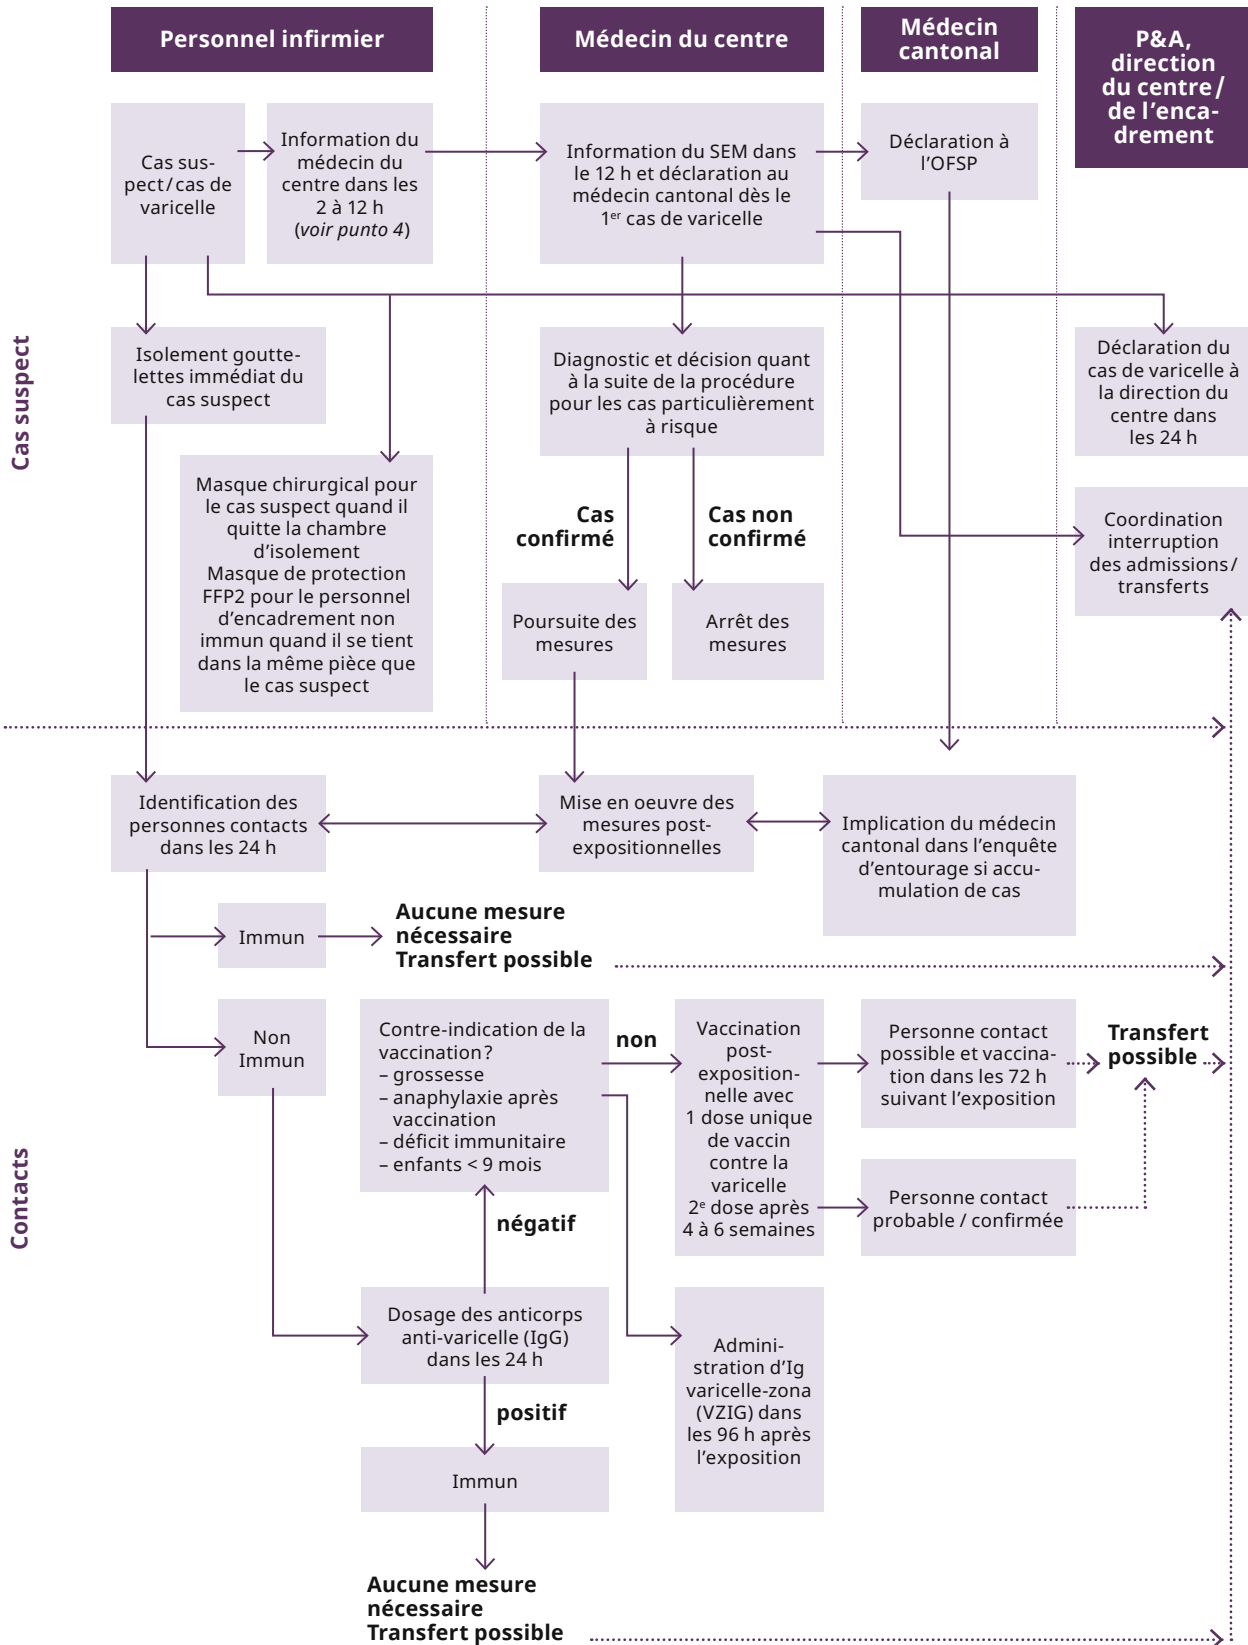 Personnel infirmier
Médecin du centre
Médecin
cantonal
P&A,
direction
du centre /
de l’enca-
drement
Cas suspect
Cas sus-
pect / cas de
varicelle
Information du
médecin du
centre dans les
2 à 12 h
(voir punto 4)
Information du SEM dans
le 12 h et déclaration au
médecin cantonal dès le
1er cas de varicelle
Déclaration à
l’OFSP
Isolement goutte-
lettes immédiat du
cas suspect
Diagnostic et décision quant
à la suite de la procédure
pour les cas particulièrement
à risque
Déclaration du
cas de varicelle à
la direction du
centre dans
les 24 h
Masque chirurgical pour
le cas suspect quand il
quitte la chambre
d’isolement
Masque de protection
FFP2 pour le personnel
d’encadrement non
immun quand il se tient
dans la même pièce que
le cas suspect
Cas
confirmé
Cas non
confirmé
Coordination
interruption
des admissions /
transferts
Poursuite des
mesures
Arrêt des
mesures
Contacts
Identification des
personnes contacts
dans les 24 h
Mise en oeuvre des
mesures post-
expositionnelles
Implication du médecin
cantonal dans l’enquête
d’entourage si accu-
mulation de cas
Immun
Aucune mesure
nécessaire
Transfert possible
Non
Immun
Contre-indication de la
vaccination ?
– grossesse
– anaphylaxie après
vaccination
– déficit immunitaire
– enfants < 9 mois
non
Vaccination
post-
exposition-
nelle avec
1 dose unique
de vaccin
contre la
varicelle
2e dose après
4 à 6 semaines
Personne contact
possible et vaccina-
tion dans les 72 h
suivant l’exposition
Transfert
possible
Personne contact
probable / confirmée
négatif
Dosage des anticorps
anti-varicelle (IgG)
dans les 24 h
Admini-
stration d’Ig
varicelle-zona
(VZIG) dans
les 96 h après
l’exposition
positif
Immun
Aucune mesure
nécessaire
Transfert possible